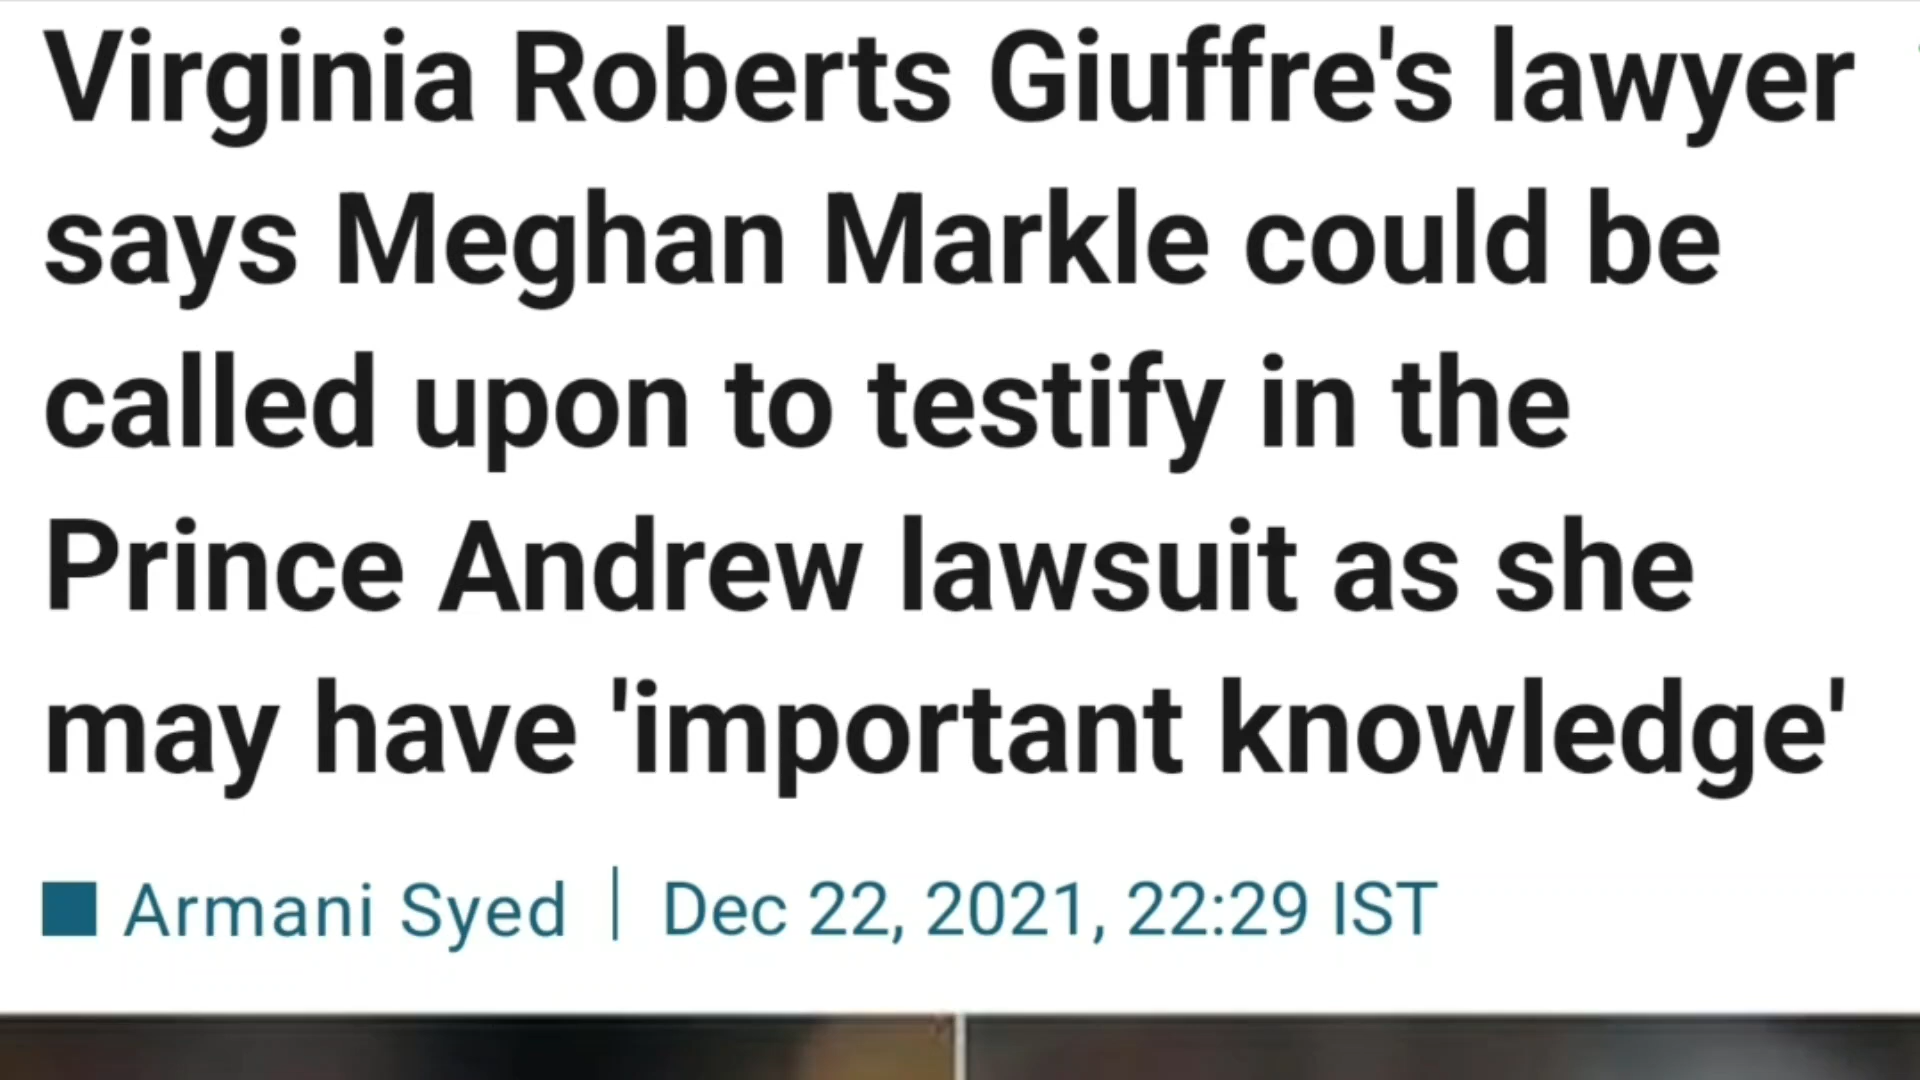 Virginia Roberts Giuffre's lawyer
says Meghan Markle could be
called upon to testify in the
Prince Andrew lawsuit as she
may have 'important knowledge'
Armani Syed | Dec 22, 2021, 22:29 IST